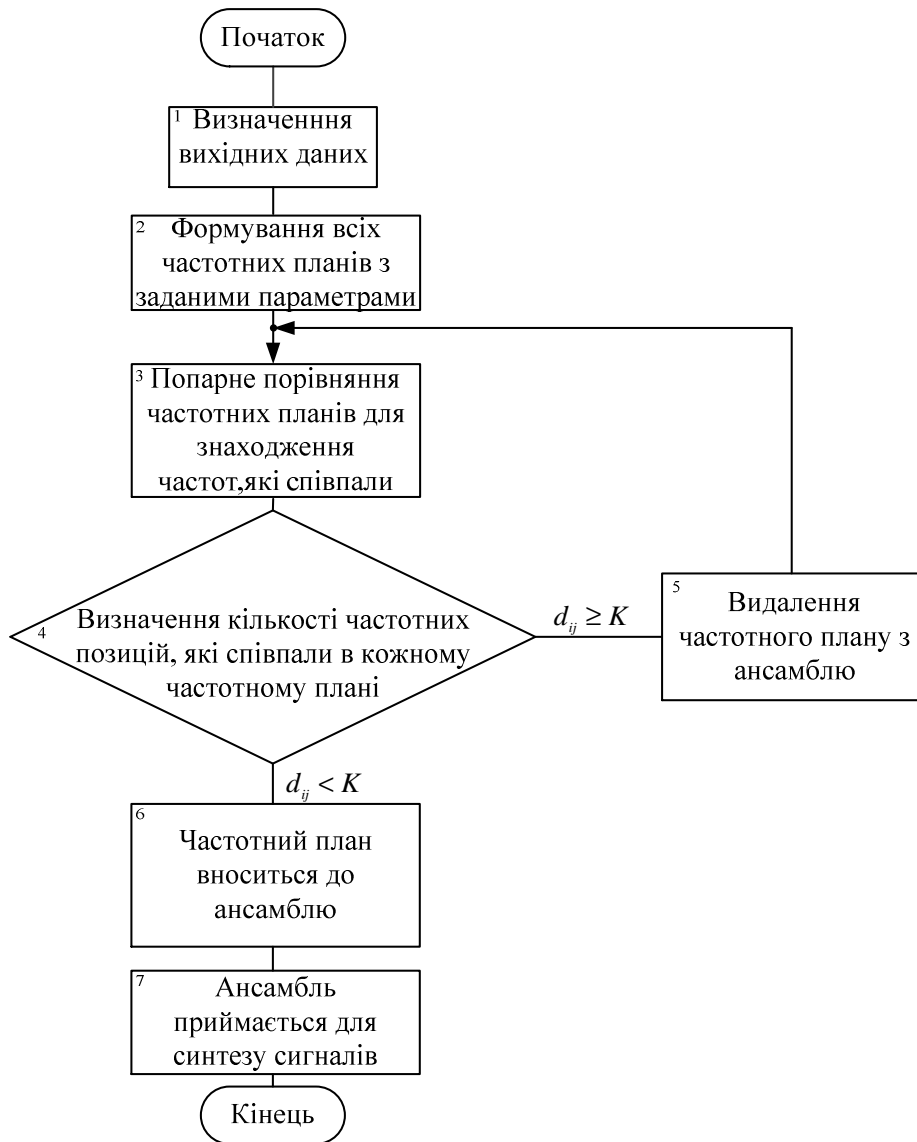 Початок
1 Визначенння
вихідних даних
2 Формування всіх
частотних планів з
заданими параметрами
3 Попарне порівняння
частотних планів для
знаходження
частот,які співпали
4 Визначення кількості частотних
позицій, які співпали в кожному
частотному плані
d_ij ≥ K
5 Видалення
частотного плану з
ансамблю
d_ij < K
6
Частотний план
вноситься до
ансамблю
7 Ансамбль
приймається для
синтезу сигналів
Кінець